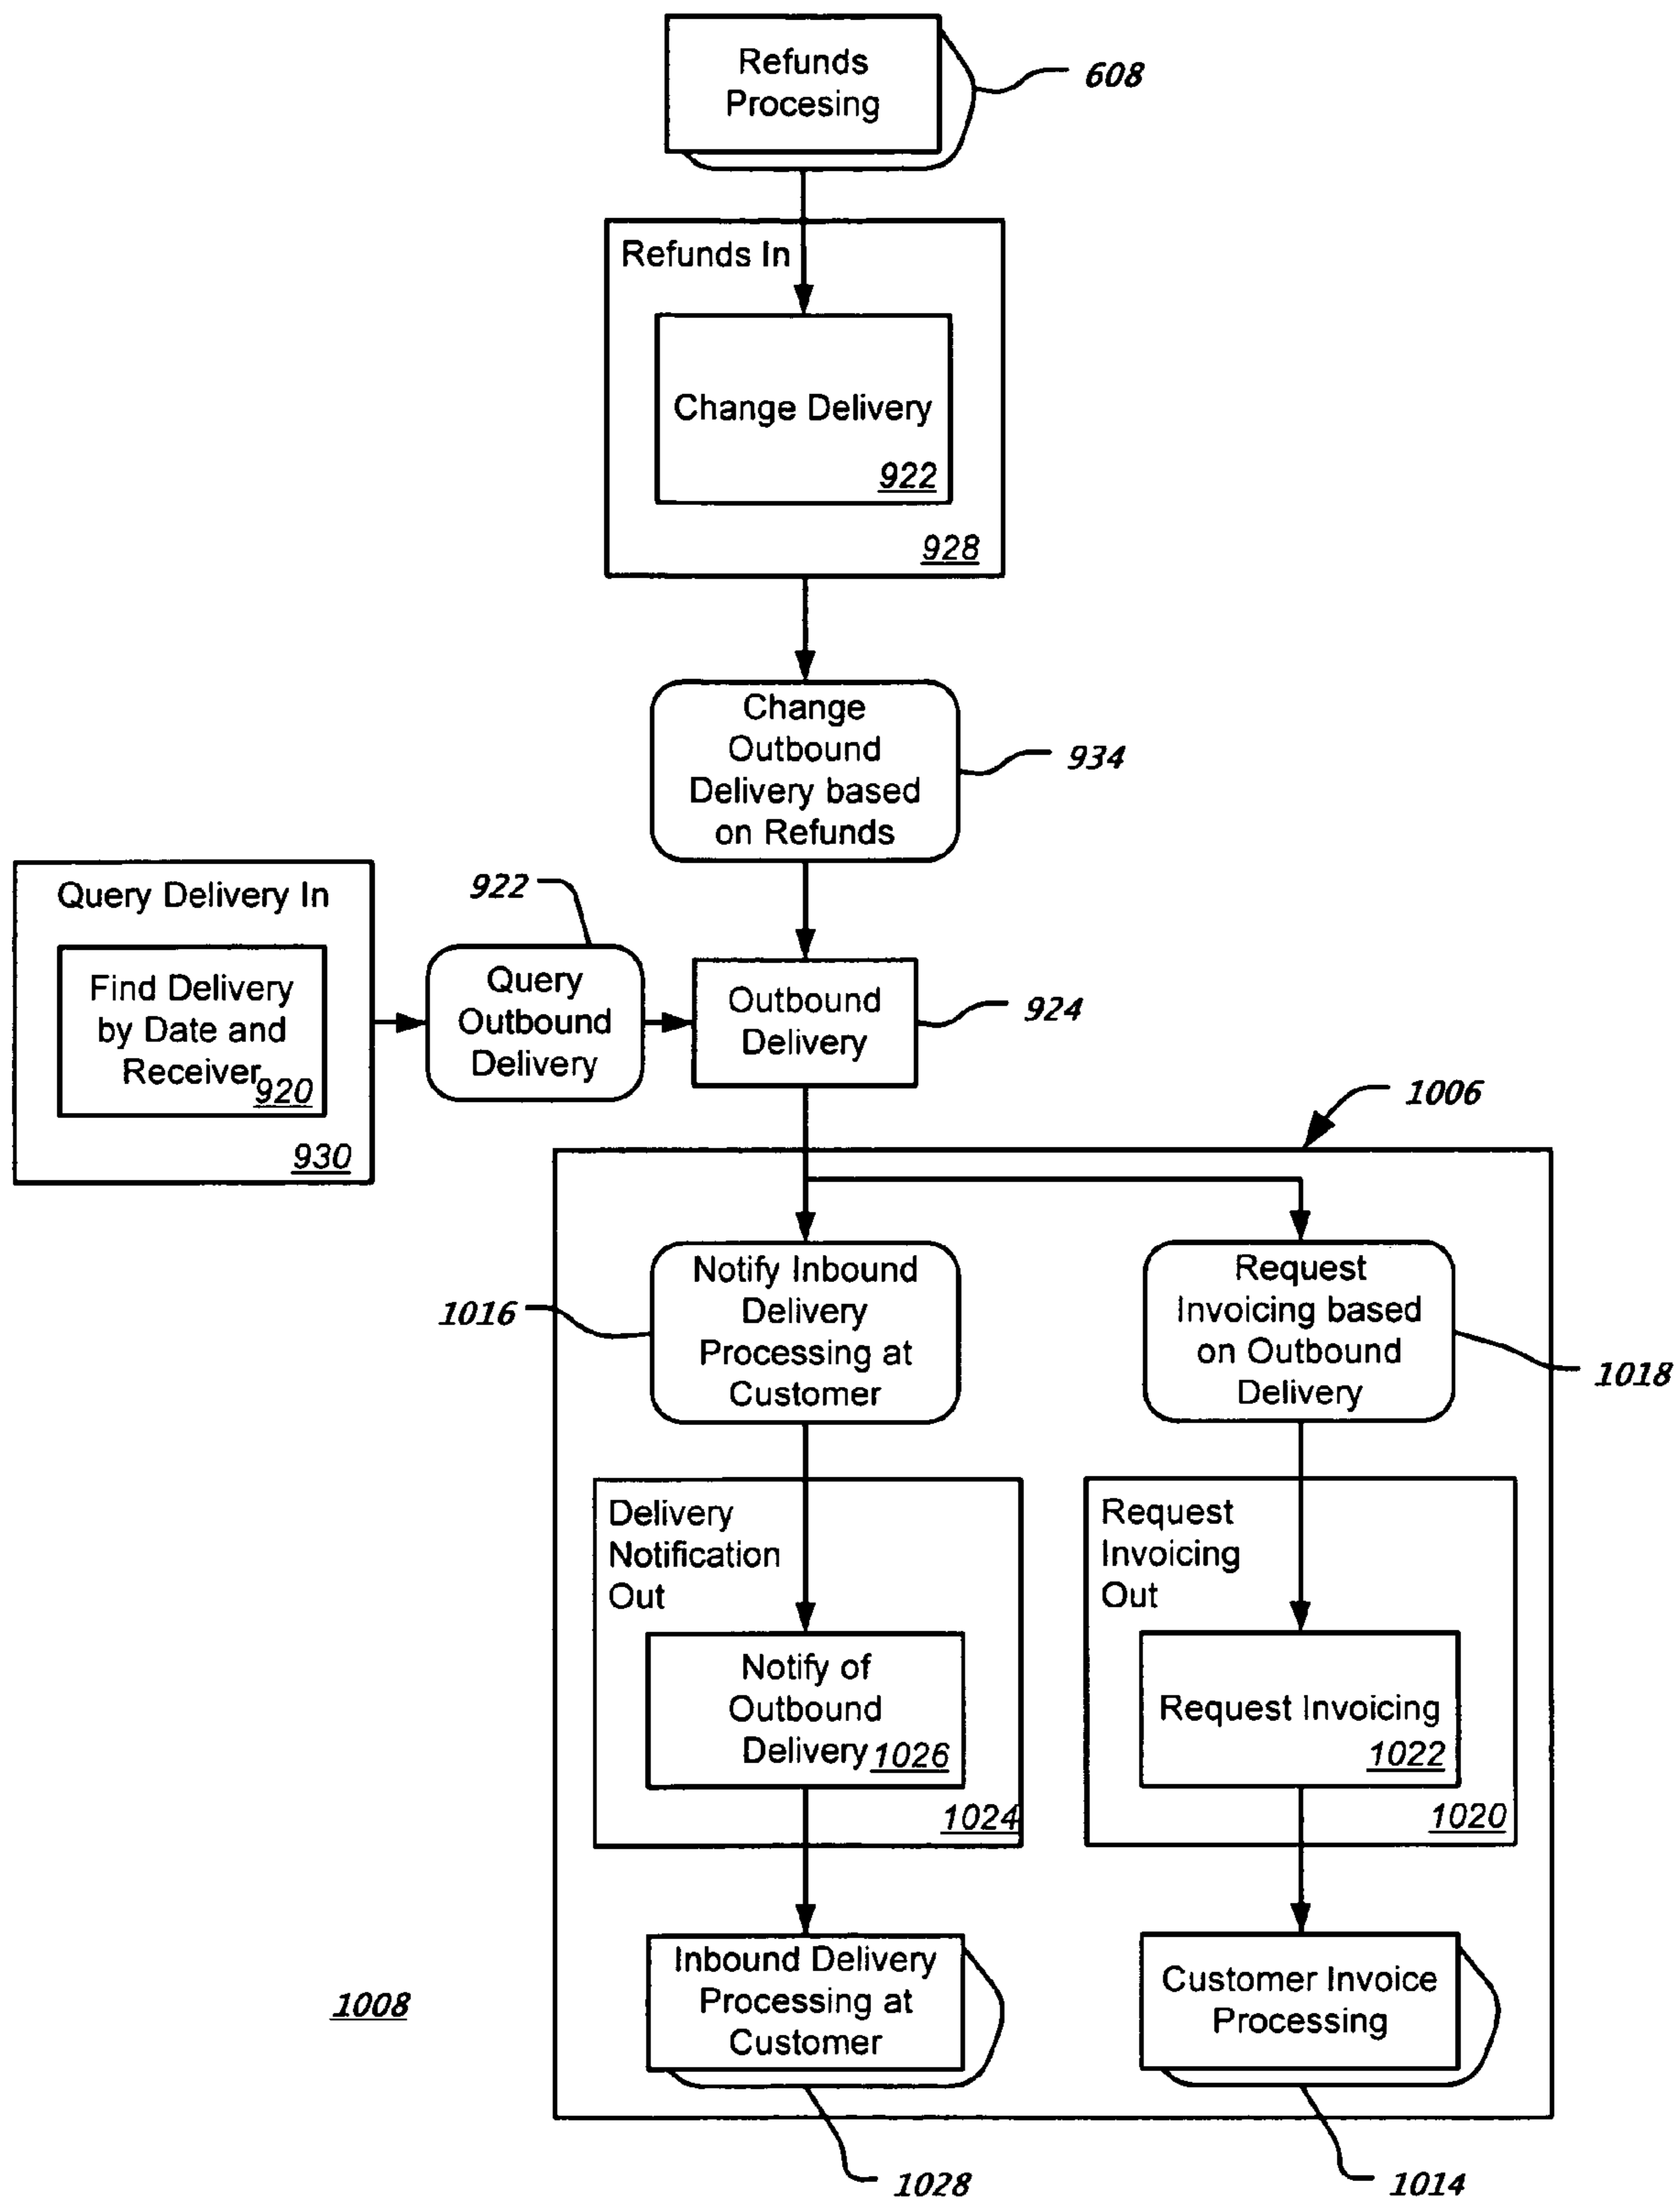 Refunds
Procesing
608
Refunds In
Change Delivery
922
928
Change
Outbound
Delivery based
on Refunds
934
Query Delivery In
Find Delivery
by Date and
Receiver
920
930
922
Query
Outbound
Delivery
Outbound
Delivery
924
1006
Notify Inbound
Delivery
Processing at
Customer
1016
Request
Invoicing based
on Outbound
Delivery
1018
Delivery
Notification
Out
Notify of
Outbound
Delivery
1026
1024
Request
Invoicing
Out
Request Invoicing
1022
1020
Inbound Delivery
Processing at
Customer
Customer Invoice
Processing
1008
1028
1014